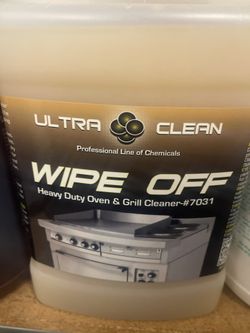 ULTRA CLEAN
Professional Line of Chemicals
WIPE OFF
Heavy Duty Oven & Grill Cleaner-#7031